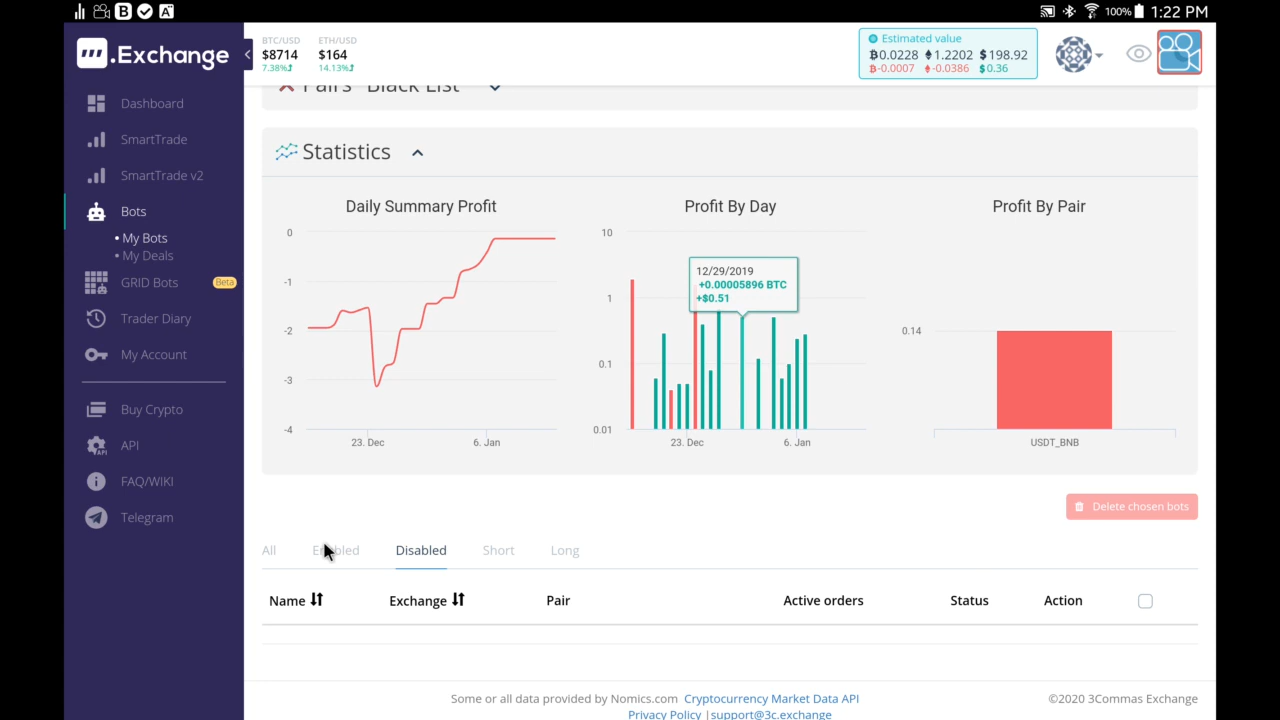 1:22 PM
100%
.Exchange
BTC/USD
$8714
7.38%
ETH/USD
$164
14.13%
Estimated value
0.0228 1.2202 $198.92
-0.0007 -0.0386 $0.36
Dashboard
SmartTrade
SmartTrade v2
Bots
• My Bots
• My Deals
GRID Bots Beta
Trader Diary
My Account
Buy Crypto
API
FAQ/WIKI
Telegram
Pairs "Black List"
Statistics
Daily Summary Profit
0
-1
-2
-3
-4
23. Dec 6. Jan
Profit By Day
10
1
0.1
0.01
12/29/2019
+0.00005896 BTC
+$0.51
23. Dec 6. Jan
Profit By Pair
0.14
USDT_BNB
Delete chosen bots
All Enabled Disabled Short Long
Name Exchange Pair Active orders Status Action
Some or all data provided by Nomics.com Cryptocurrency Market Data API
Privacy Policy |support@3c.exchange
©2020 3Commas Exchange